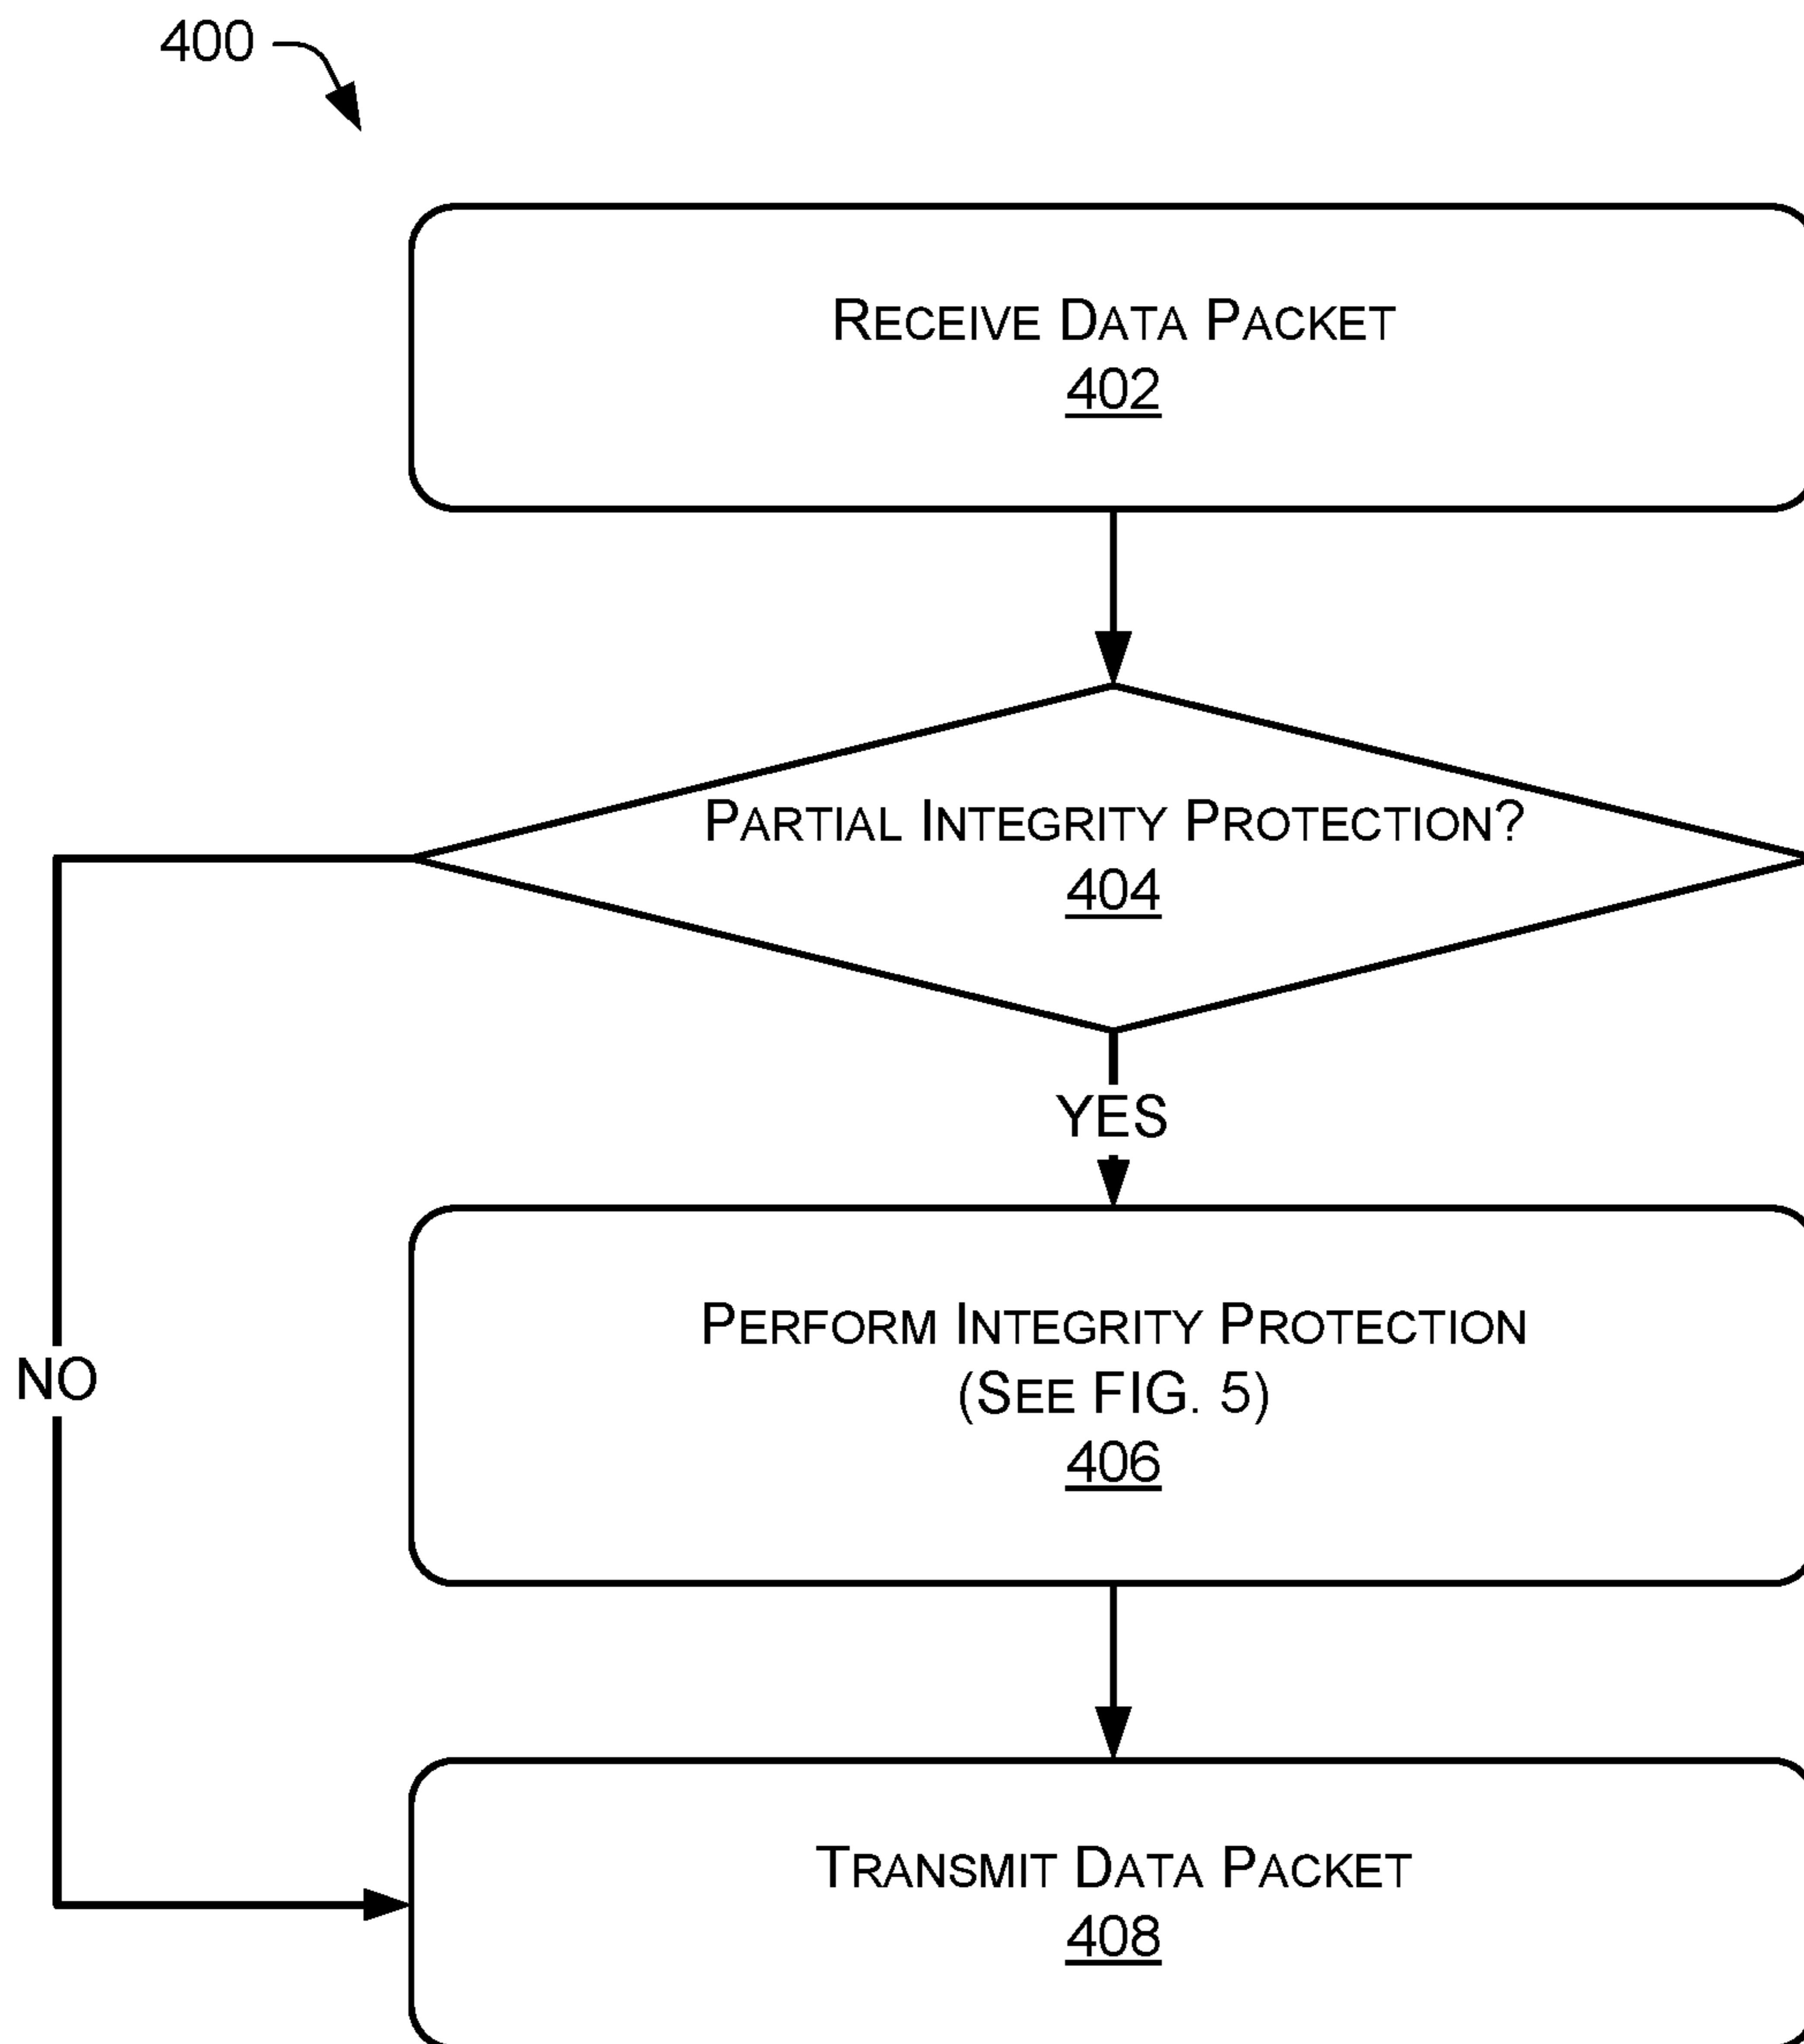 400
Receive Data Packet
402
Partial Integrity Protection?
404
YES
Perform Integrity Protection
(See FIG. 5)
406
NO
Transmit Data Packet
408